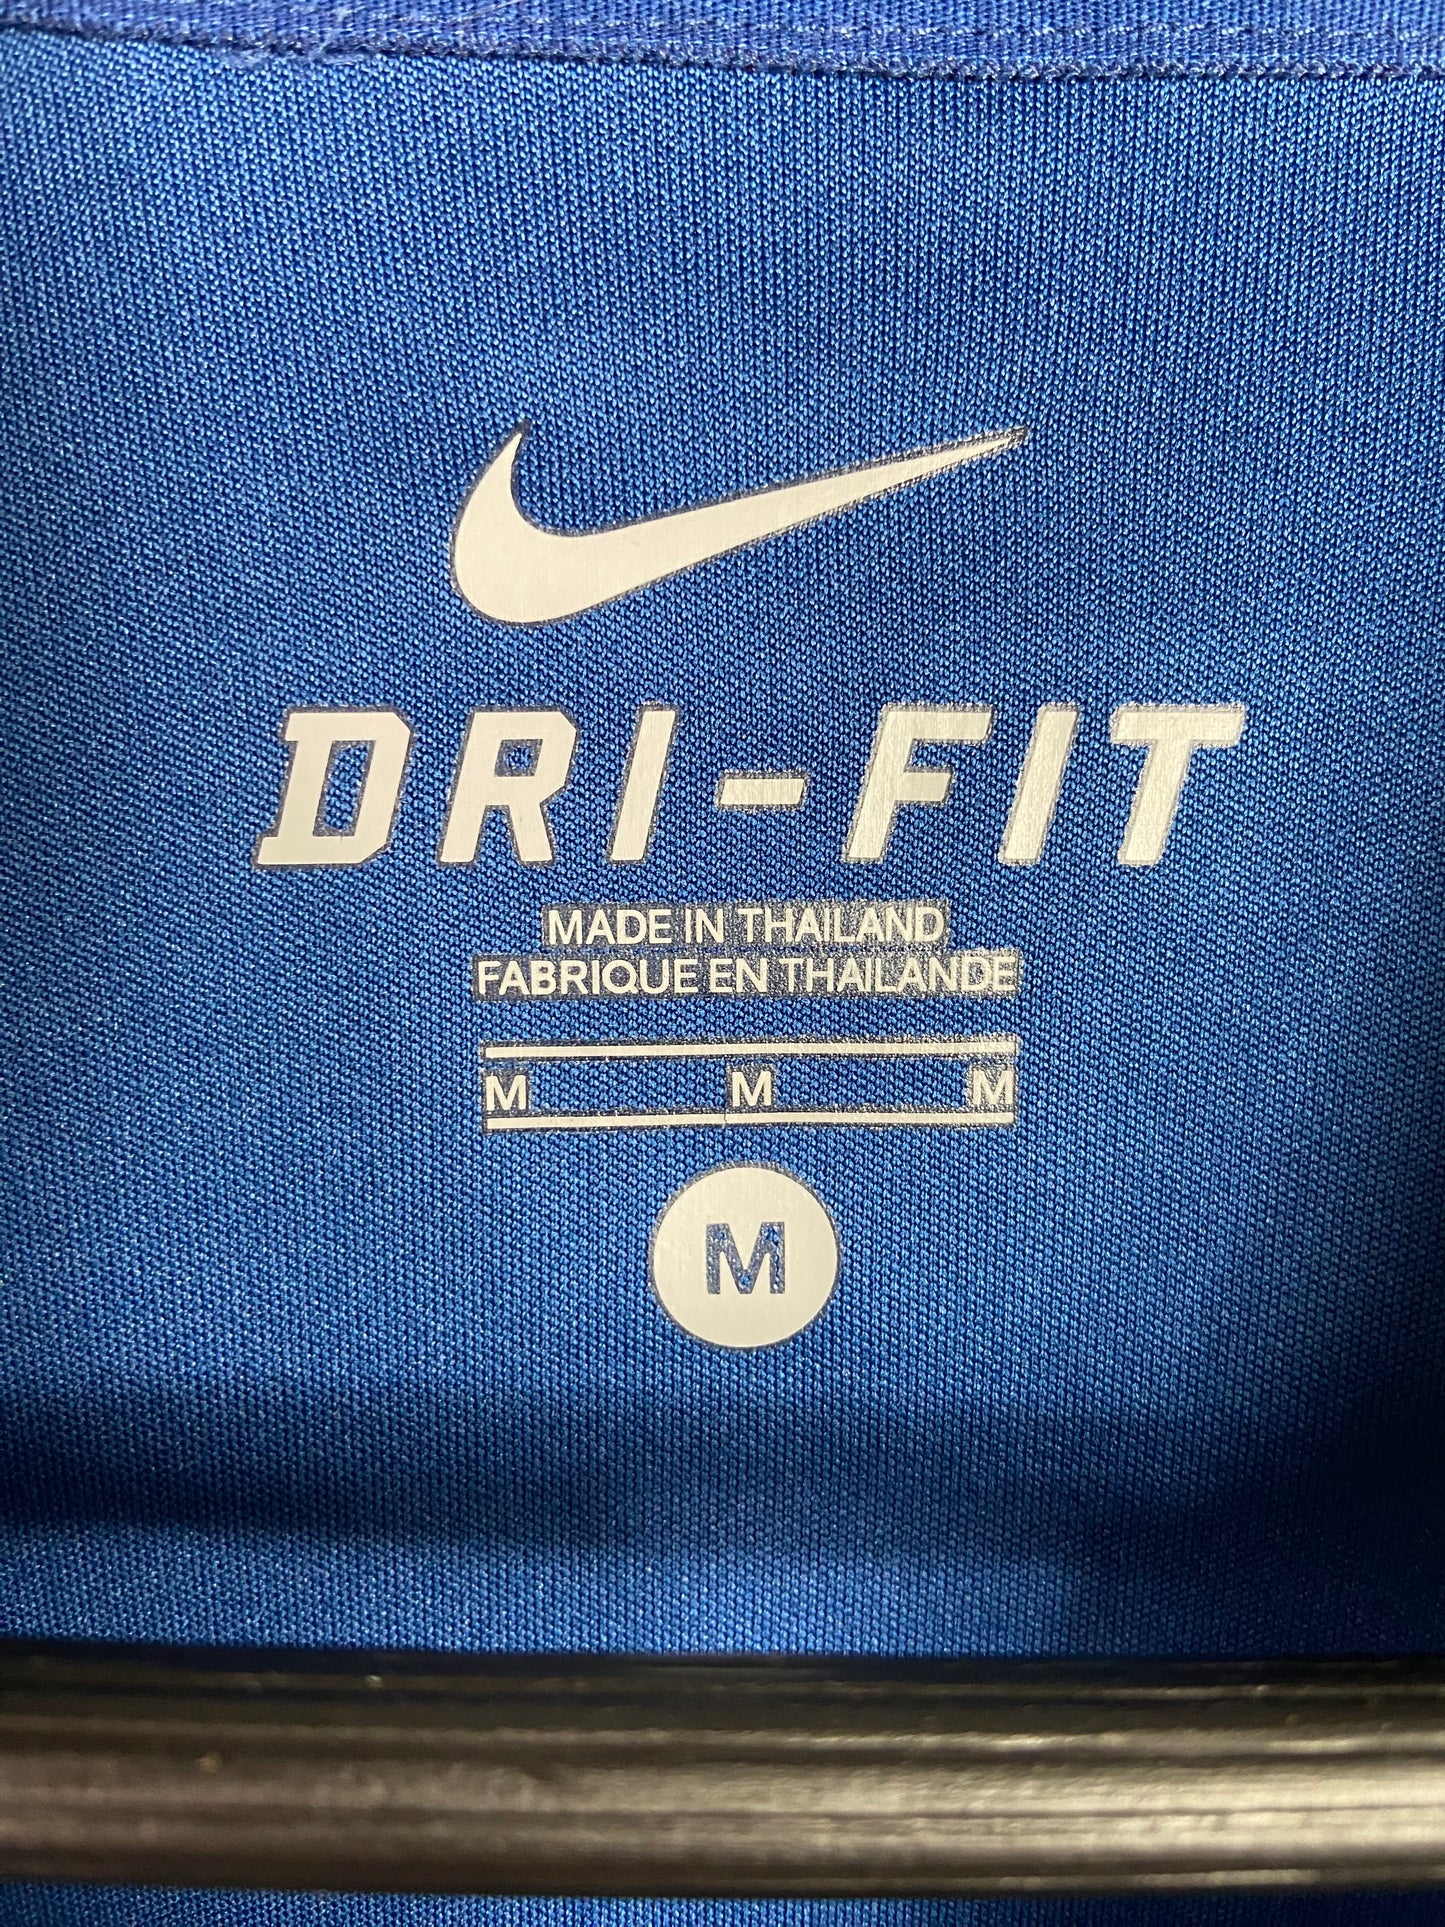 DRI-FIT
MADE IN THAILAND
FABRIQUE EN THAILANDE
M M M
M